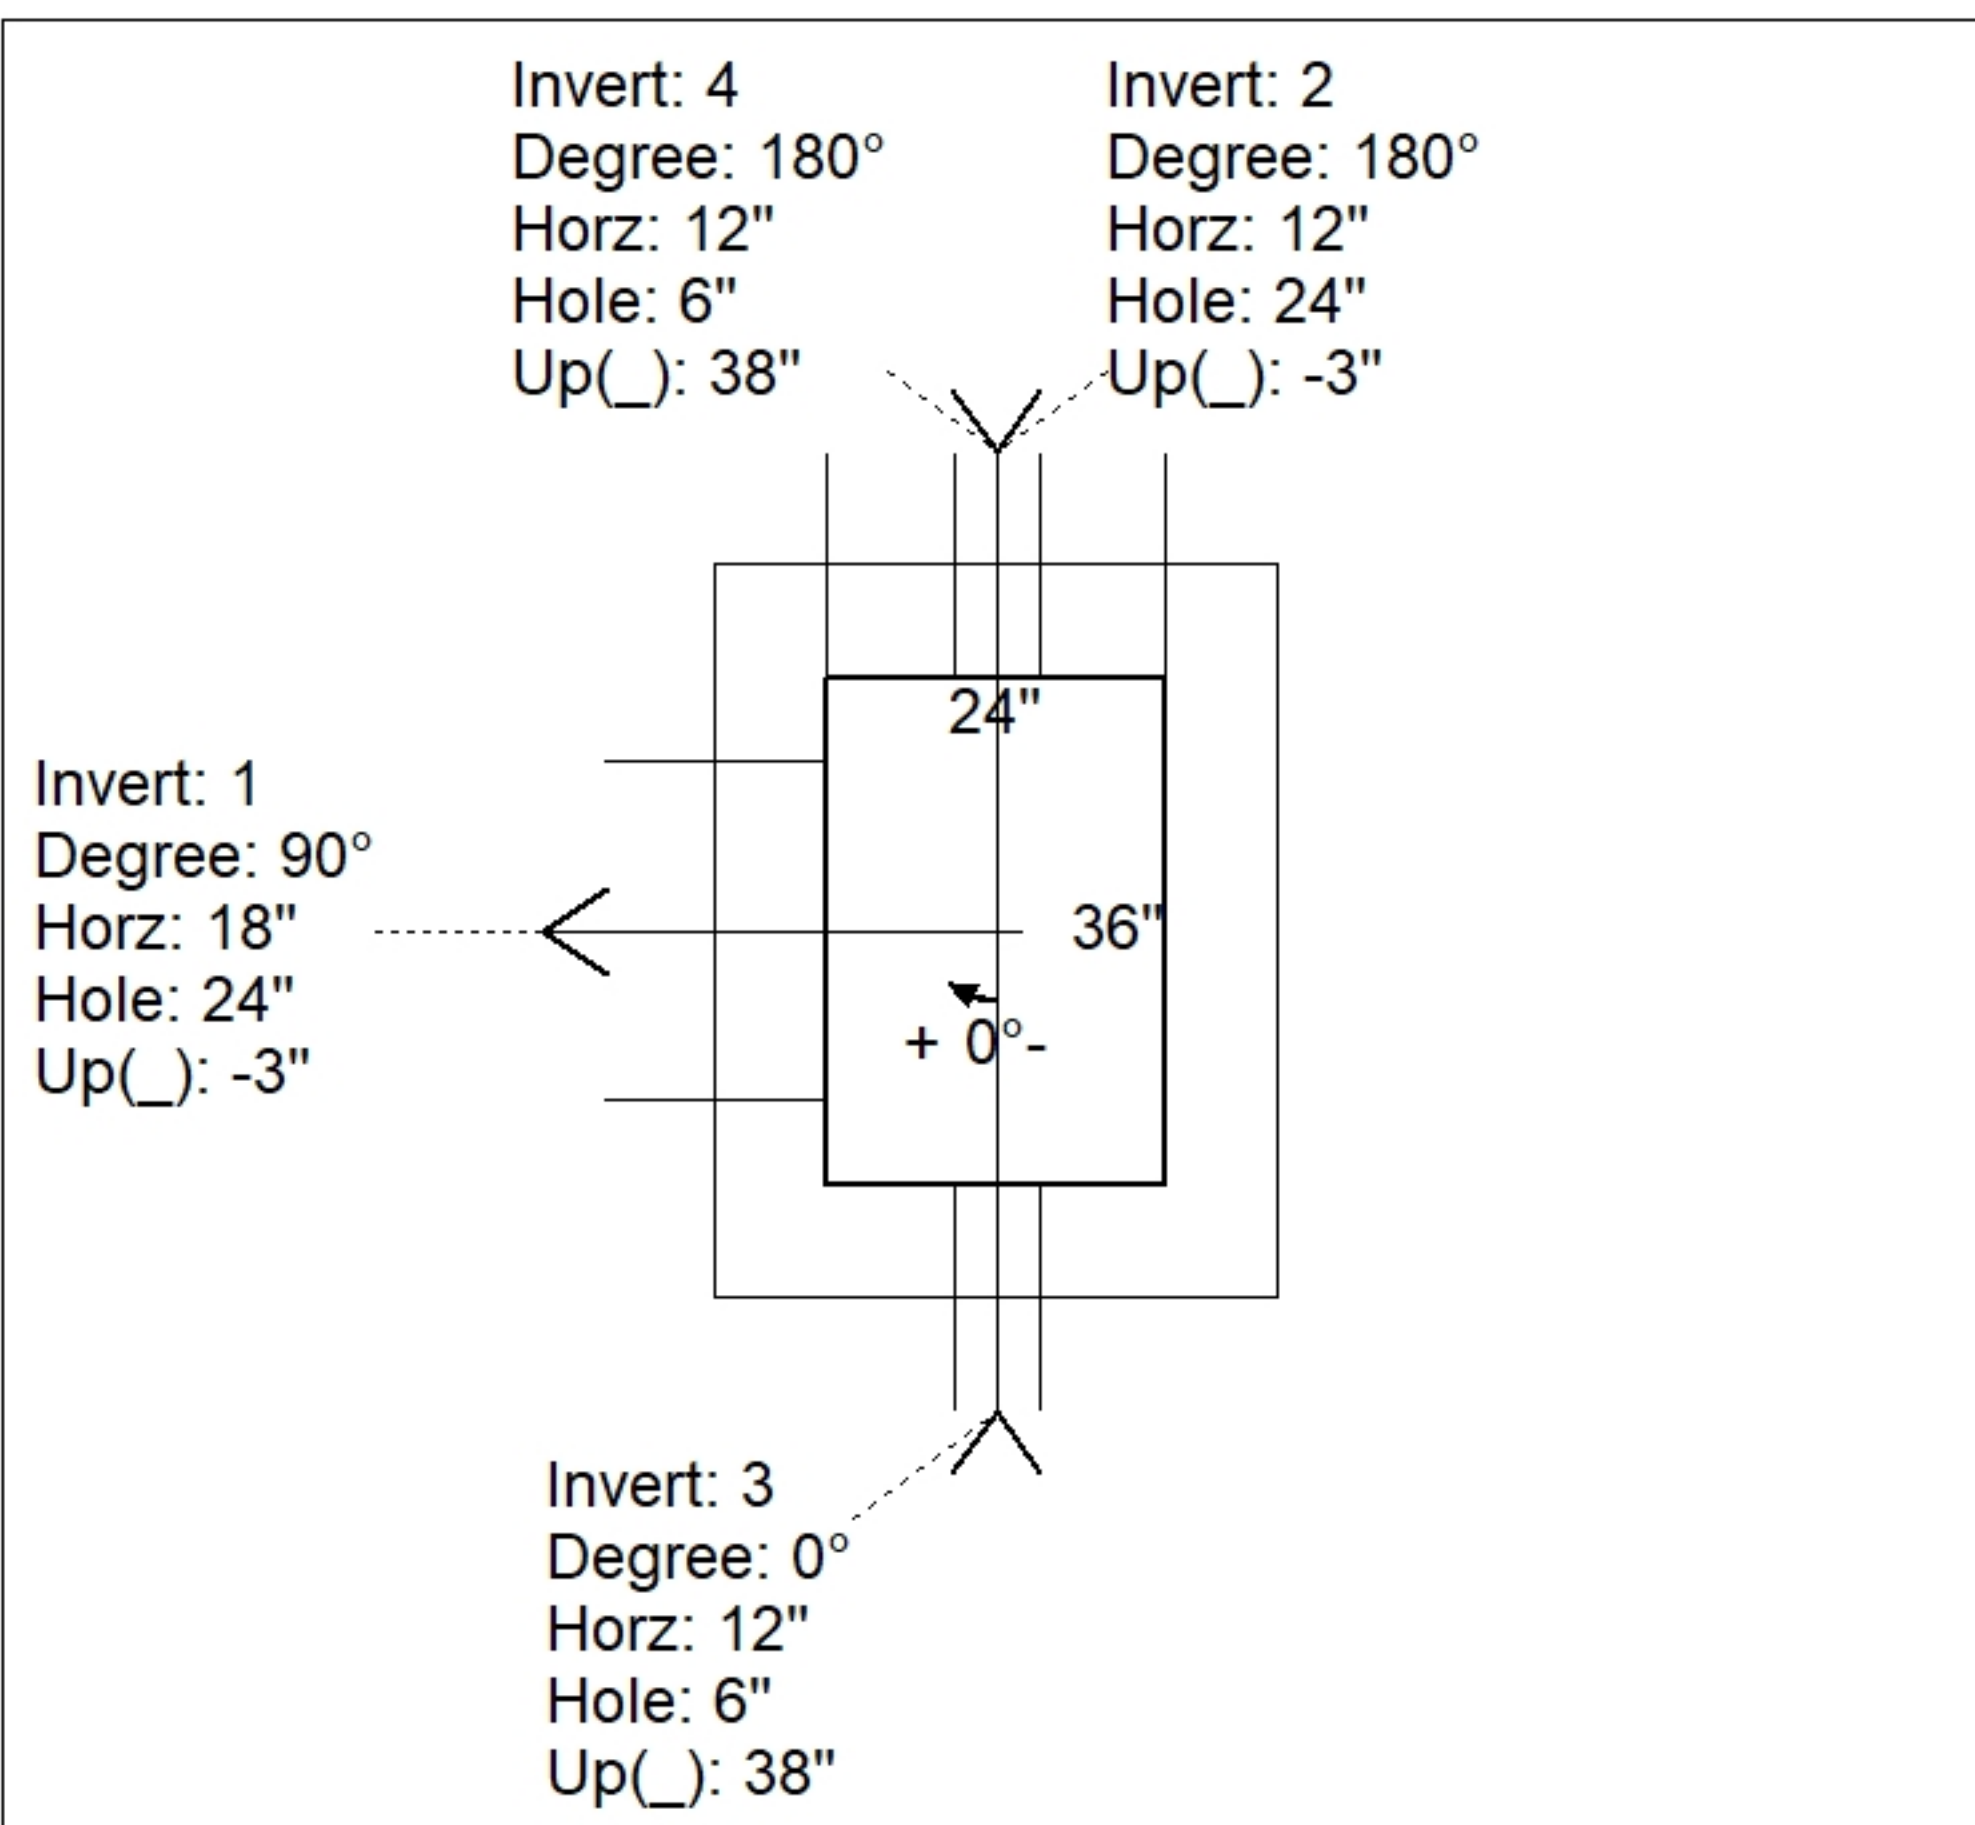 Invert: 4
Degree: 180°
Horz: 12"
Hole: 6"
Up(_): 38"
Invert: 2
Degree: 180°
Horz: 12"
Hole: 24"
Up(_): -3"
24"
Invert: 1
Degree: 90°
Horz: 18"
Hole: 24"
Up(_): -3"
36"
+ 0°-
Invert: 3
Degree: 0°
Horz: 12"
Hole: 6"
Up(_): 38"